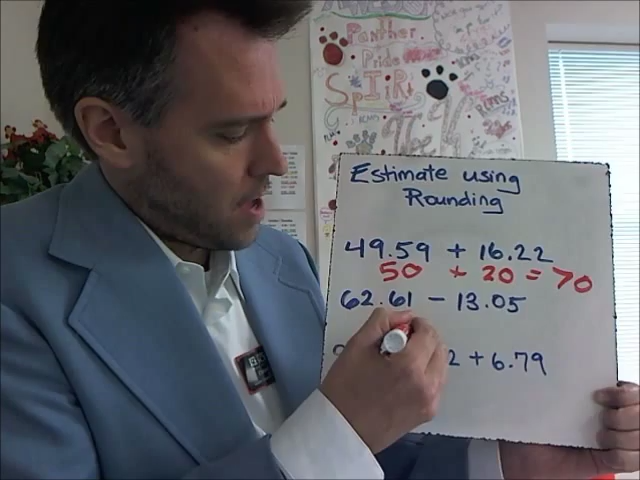 Panther
Pride
SpIRit
Estimate using
Rounding
49.59 + 16.22
50 + 20 = 70
62.61 - 13.05
2 + 6.79